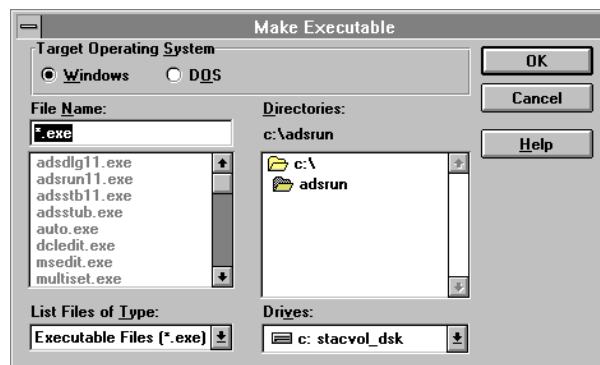 Make Executable
Target Operating System
Windows
DOS
OK
Cancel
Help
File Name:
*.exe
adsdlg11.exe
adsrun11.exe
adsstb11.exe
adsstub.exe
auto.exe
dcledit.exe
msedit.exe
multiset.exe
Directories:
c:\adsrun
c:\
adsrun
List Files of Type:
Executable Files (*.exe)
Drives:
c: stacvol_dsk